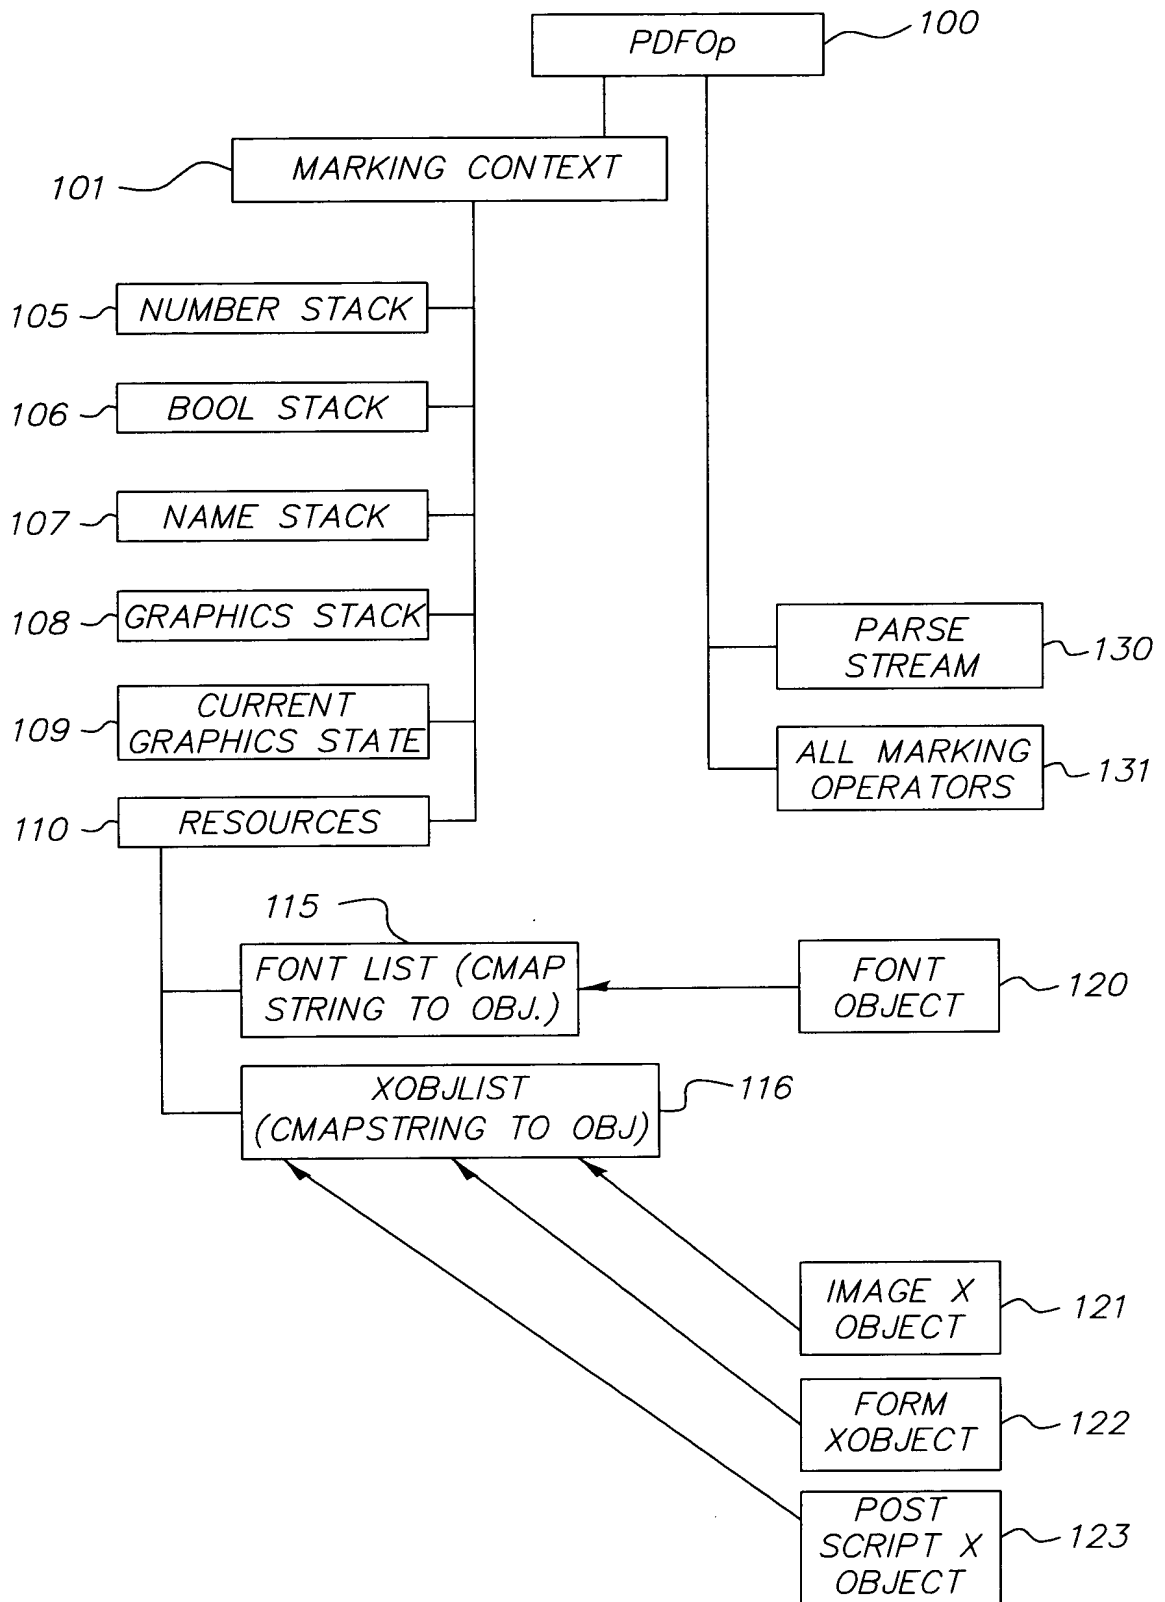 PDFOp
100
MARKING CONTEXT
101
NUMBER STACK
105
BOOL STACK
106
NAME STACK
107
GRAPHICS STACK
108
PARSE
STREAM
130
CURRENT
GRAPHICS STATE
109
ALL MARKING
OPERATORS
131
RESOURCES
110
115
FONT LIST (CMAP
STRING TO OBJ.)
FONT
OBJECT
120
XOBJLIST
(CMAPSTRING TO OBJ)
116
IMAGE X
OBJECT
121
FORM
XOBJECT
122
POST
SCRIPT X
OBJECT
123